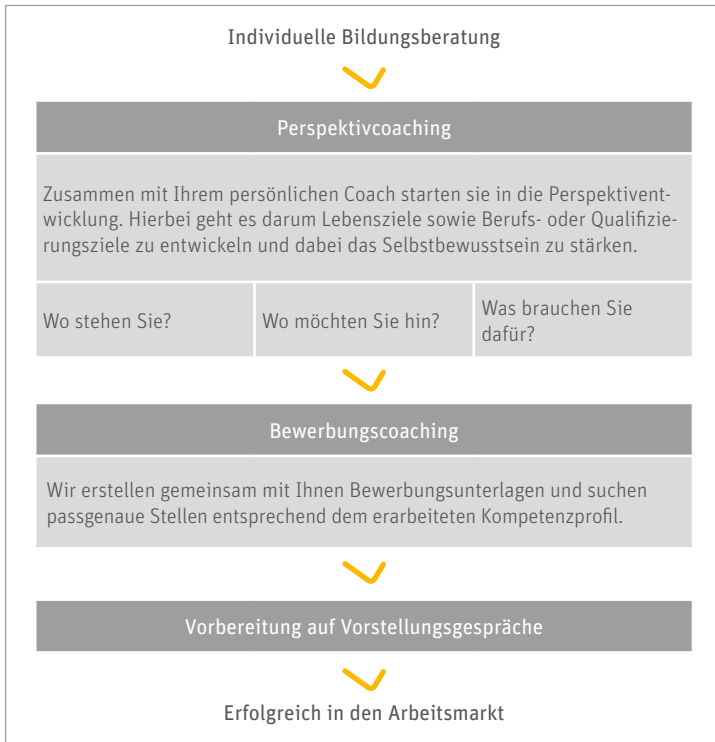 Individuelle Bildungsberatung
Perspektivcoaching
Zusammen mit Ihrem persönlichen Coach starten sie in die Perspektivent-
wicklung. Hierbei geht es darum Lebensziele sowie Berufs- oder Qualifizie-
rungsziele zu entwickeln und dabei das Selbstbewusstsein zu stärken.
Wo stehen Sie?
Wo möchten Sie hin?
Was brauchen Sie
dafür?
Bewerbungscoaching
Wir erstellen gemeinsam mit Ihnen Bewerbungsunterlagen und suchen
passgenaue Stellen entsprechend dem erarbeiteten Kompetenzprofil.
Vorbereitung auf Vorstellungsgespräche
Erfolgreich in den Arbeitsmarkt